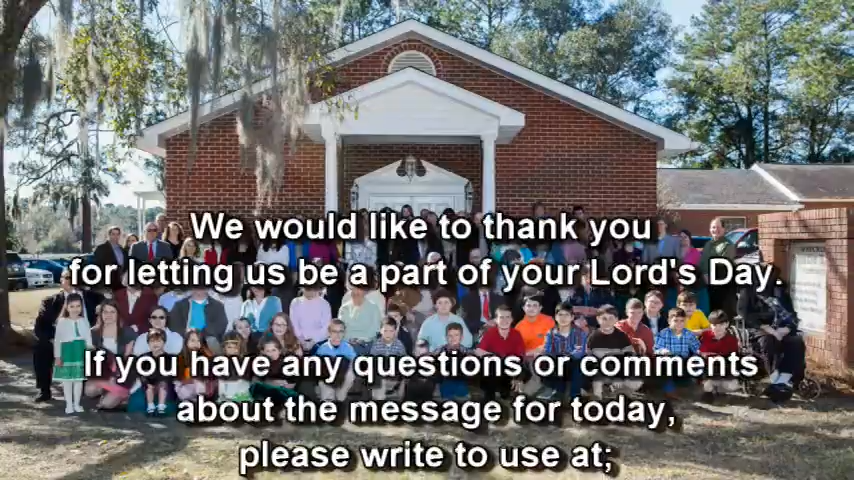 We would like to thank you
for letting us be a part of your Lord's Day.
If you have any questions or comments
about the message for today,
please write to use at;